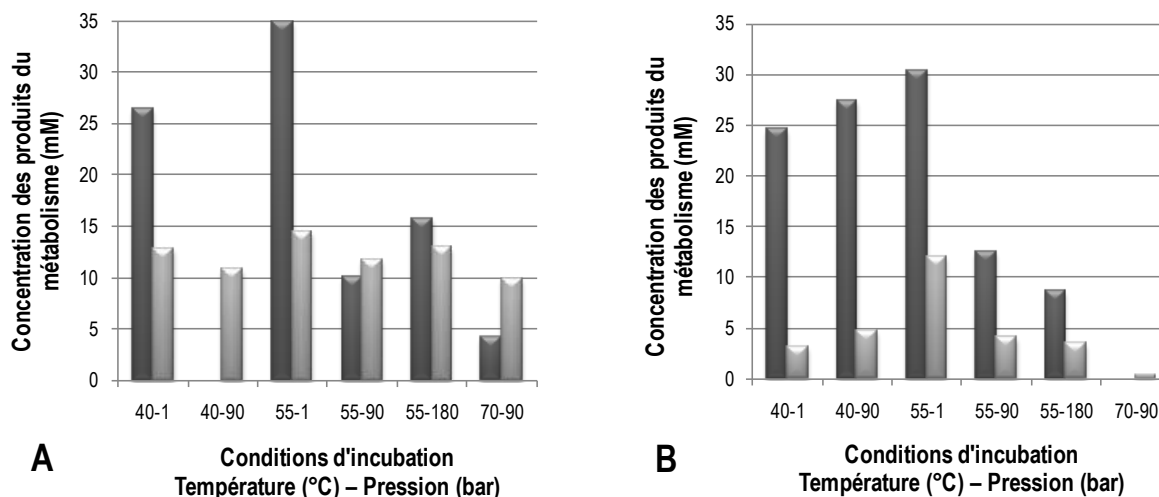 Concentration des produits du
métabolisme (mM)
35
30
25
20
15
10
5
0
40-1 40-90 55-1 55-90 55-180 70-90
A
Conditions d'incubation
Température (°C) – Pression (bar)
Concentration des produits du
métabolisme (mM)
35
30
25
20
15
10
5
0
40-1 40-90 55-1 55-90 55-180 70-90
B
Conditions d'incubation
Température (°C) – Pression (bar)